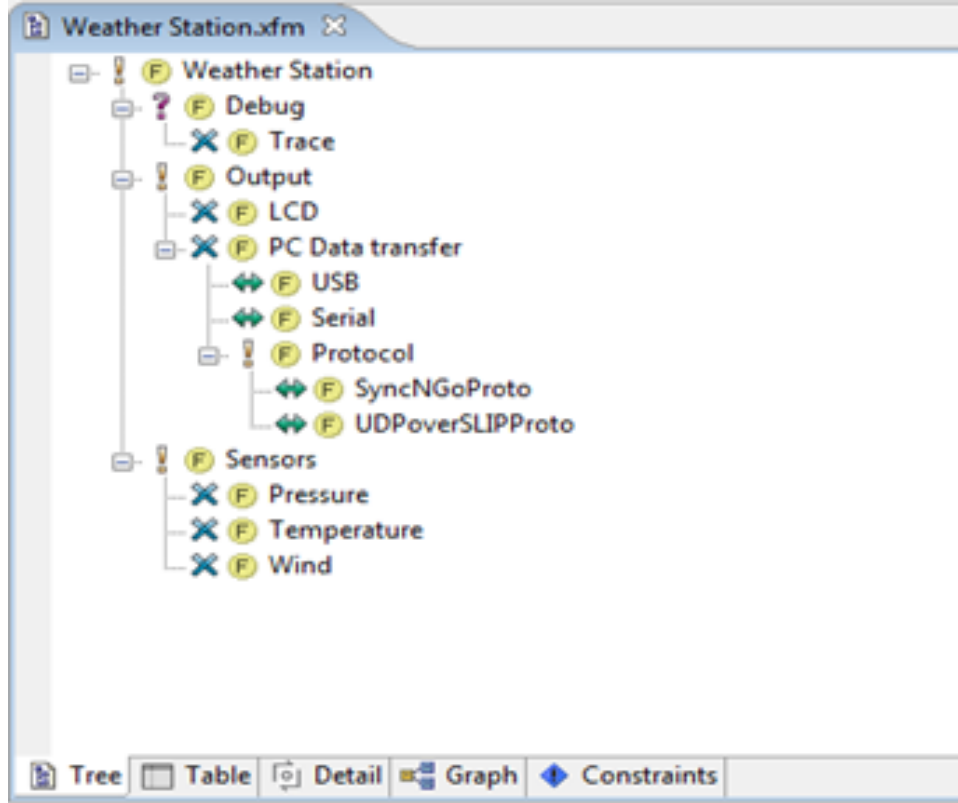 Weather Station.xfm
Weather Station
Debug
Trace
Output
LCD
PC Data transfer
USB
Serial
Protocol
SyncNGoProto
UDPoverSLIPProto
Sensors
Pressure
Temperature
Wind
Tree Table Detail Graph Constraints